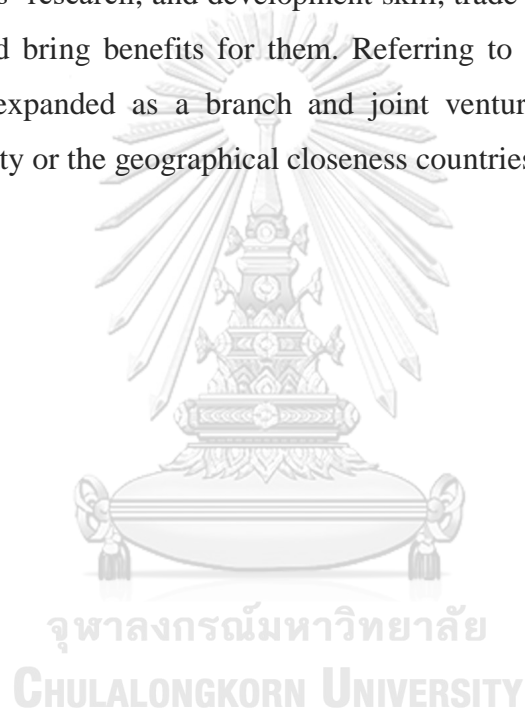 s' research, and development skill, trade
d bring benefits for them. Referring to
expanded as a branch and joint ventur
ty or the geographical closeness countries
จุฬาลงกรณ์มหาวิทยาลัย
CHULALONGKORN UNIVERSITY